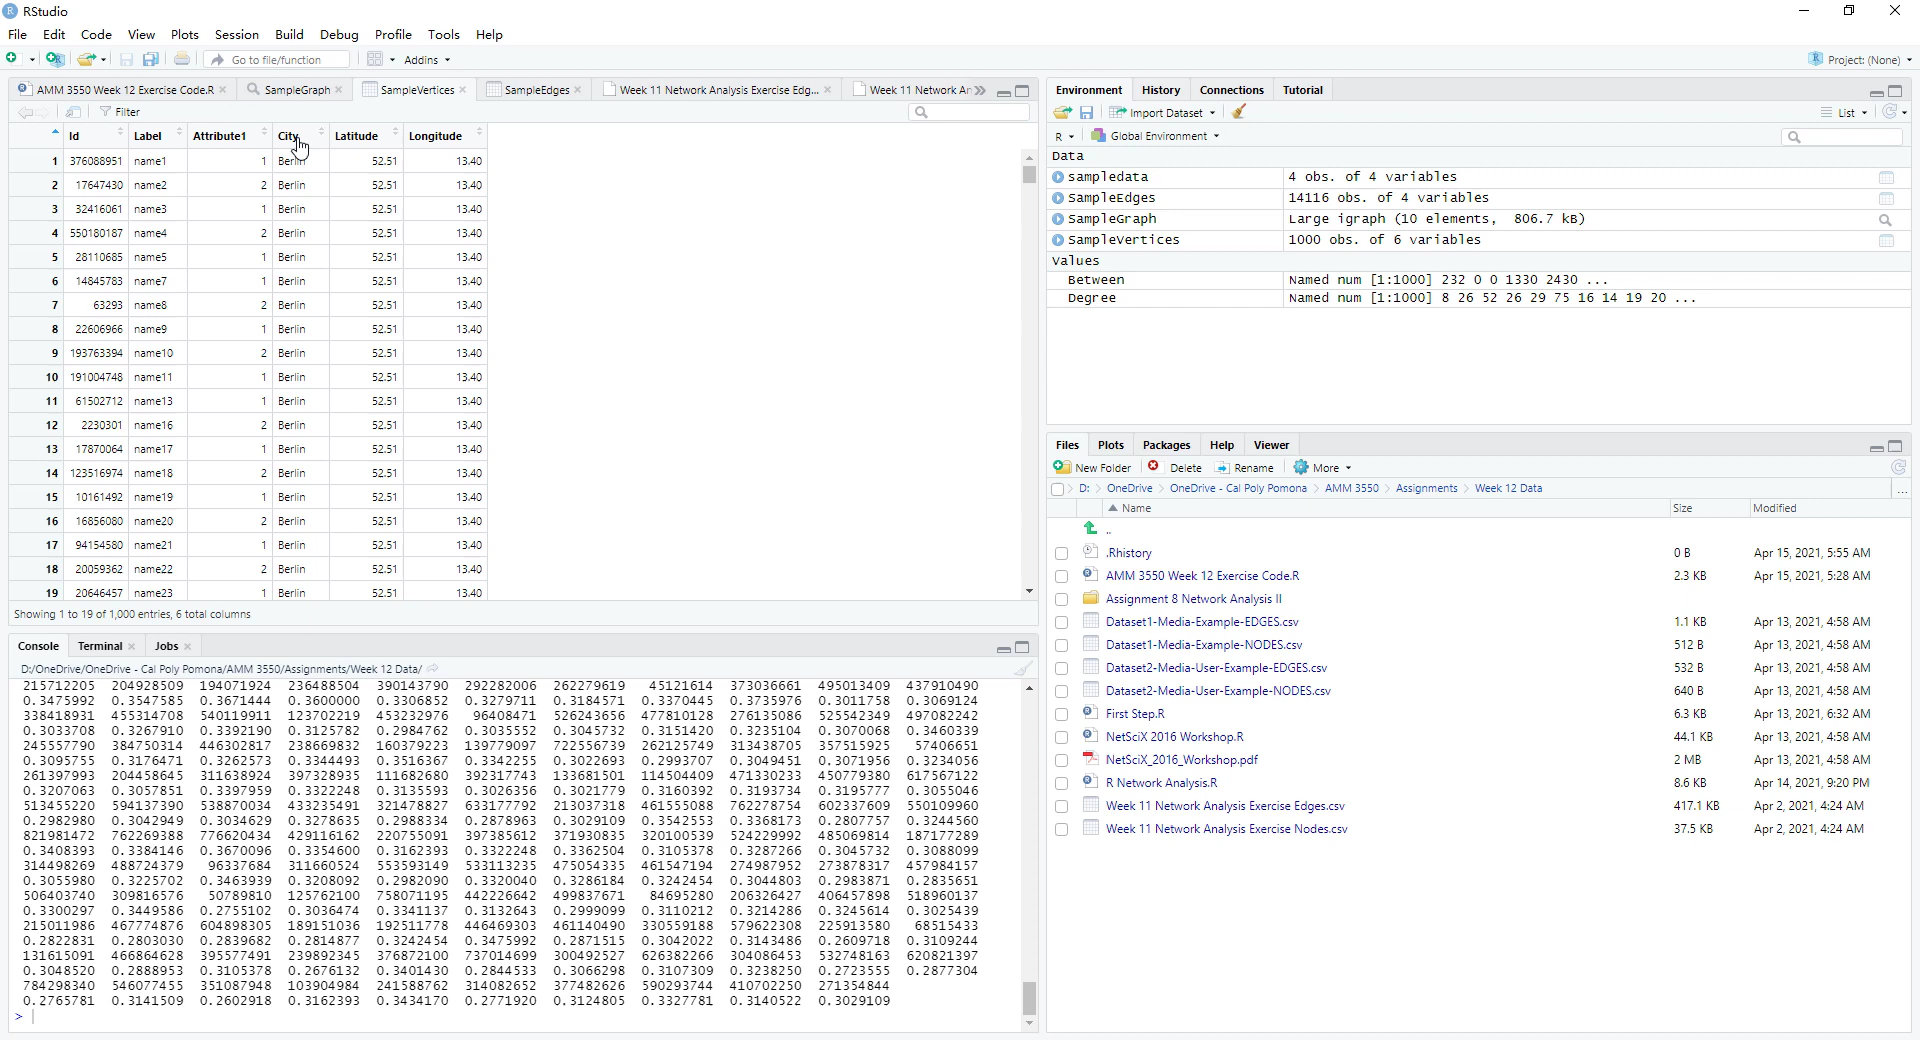 RStudio
File Edit Code View Plots Session Build Debug Profile Tools Help
Go to file/function Addins Project: (None)
AMM 3550 Week 12 Exercise Code.R SampleGraph SampleVertices SampleEdges Week 11 Network Analysis Exercise Edg... Week 11 Network An
Filter
Id Label Attribute1 City Latitude Longitude
1 376088951 name1 1 Berlin 52.51 13.40
2 17647430 name2 2 Berlin 52.51 13.40
3 32416061 name3 1 Berlin 52.51 13.40
4 550180187 name4 2 Berlin 52.51 13.40
5 28110685 name5 1 Berlin 52.51 13.40
6 14845783 name7 1 Berlin 52.51 13.40
7 63293 name8 2 Berlin 52.51 13.40
8 22606966 name9 1 Berlin 52.51 13.40
9 193763394 name10 2 Berlin 52.51 13.40
10 191004748 name11 1 Berlin 52.51 13.40
11 61502712 name13 1 Berlin 52.51 13.40
12 2230301 name16 2 Berlin 52.51 13.40
13 17870064 name17 1 Berlin 52.51 13.40
14 123516974 name18 2 Berlin 52.51 13.40
15 10161492 name19 1 Berlin 52.51 13.40
16 16856080 name20 2 Berlin 52.51 13.40
17 94154580 name21 1 Berlin 52.51 13.40
18 20059362 name22 2 Berlin 52.51 13.40
19 20646457 name23 1 Berlin 52.51 13.40
Showing 1 to 19 of 1,000 entries, 6 total columns
Console Terminal Jobs
D:/OneDrive/OneDrive - Cal Poly Pomona/AMM 3550/Assignments/Week 12 Data/
215712205 204928509 194071924 236488504 390143790 292282006 262279619 45121614 373036661 495013409 437910490
0.3475992 0.3547585 0.3671444 0.3600000 0.3306852 0.3279711 0.3184571 0.3370445 0.3735976 0.3011758 0.3069124
338418931 455314708 540119911 123702219 453232976 96408471 526243656 477810128 276135086 525542349 497082242
0.3033708 0.3267910 0.3392190 0.3125782 0.2984762 0.3035552 0.3045732 0.3151420 0.3235104 0.3070068 0.3460339
245557790 384750314 446302817 238669832 160379223 139779097 722556739 262125749 313438705 357515925 57406651
0.3095755 0.3176471 0.3262573 0.3344493 0.3516367 0.3342255 0.3022693 0.2993707 0.3049451 0.3071956 0.3234056
261397993 204458645 311638924 397328935 111682680 392317743 133681501 114504409 471330233 450779380 617567122
0.3207063 0.3057851 0.3397959 0.3322248 0.3135593 0.3026356 0.3021779 0.3160392 0.3193734 0.3195777 0.3055046
513455220 594137390 538870034 433235491 321478827 633177792 213037318 461555088 762278754 602337609 550109960
0.2982980 0.3042949 0.3034629 0.3278635 0.2988334 0.2878963 0.3029109 0.3542553 0.3368173 0.2807757 0.3244560
821981472 762269388 776620434 429116162 220755091 397385612 371930835 320100539 524229992 485069814 187177289
0.3408393 0.3384146 0.3670096 0.3354600 0.3162393 0.3322248 0.3362504 0.3105378 0.3287266 0.3045732 0.3088099
314498269 488724379 96337684 311660524 553593149 533113235 475054335 461547194 274987952 273878317 457984157
0.3055980 0.3225702 0.3463939 0.3208092 0.2982090 0.3320040 0.3286184 0.3242454 0.3044803 0.2983871 0.2835651
506403740 309816576 50789810 125762100 758071195 442226642 499837671 84695280 206326427 406457898 518960137
0.3300297 0.3449586 0.2755102 0.3036474 0.3341137 0.3132643 0.2999099 0.3110212 0.3214286 0.3245614 0.3025439
215011986 467774876 604898305 189151036 192511778 446469303 461140490 330559188 579622308 225913580 68515433
0.2822831 0.2803030 0.2839682 0.2814877 0.3242454 0.3475992 0.2871515 0.3042022 0.3143486 0.2609718 0.3109244
131615091 466864628 395577491 239892345 376872100 737014699 300492527 626382266 304086453 532748163 620821397
0.3048520 0.2888953 0.3105378 0.2676132 0.3401430 0.2844533 0.3066298 0.3107309 0.3238250 0.2723555 0.2877304
784298340 546077455 351087948 103904984 241588762 314082652 377482626 590293744 410702250 271354844
0.2765781 0.3141509 0.2602918 0.3162393 0.3434170 0.2771920 0.3124805 0.3327781 0.3140522 0.3029109
>
Environment History Connections Tutorial
Import Dataset List
R Global Environment
Data
sampledata 4 obs. of 4 variables
SampleEdges 14116 obs. of 4 variables
SampleGraph Large igraph (10 elements, 806.7 kB)
SampleVertices 1000 obs. of 6 variables
Values
Between Named num [1:1000] 232 0 0 1330 2430 ...
Degree Named num [1:1000] 8 26 52 26 29 75 16 14 19 20 ...
Files Plots Packages Help Viewer
New Folder Delete Rename More
D: OneDrive OneDrive - Cal Poly Pomona AMM 3550 Assignments Week 12 Data ...
Name Size Modified
..
.Rhistory 0 B Apr 15, 2021, 5:55 AM
AMM 3550 Week 12 Exercise Code.R 2.3 KB Apr 15, 2021, 5:28 AM
Assignment 8 Network Analysis II
Dataset1-Media-Example-EDGES.csv 1.1 KB Apr 13, 2021, 4:58 AM
Dataset1-Media-Example-NODES.csv 512 B Apr 13, 2021, 4:58 AM
Dataset2-Media-User-Example-EDGES.csv 532 B Apr 13, 2021, 4:58 AM
Dataset2-Media-User-Example-NODES.csv 640 B Apr 13, 2021, 4:58 AM
First Step.R 6.3 KB Apr 13, 2021, 6:32 AM
NetSciX 2016 Workshop.R 44.1 KB Apr 13, 2021, 4:58 AM
NetSciX_2016_Workshop.pdf 2 MB Apr 13, 2021, 4:58 AM
R Network Analysis.R 8.6 KB Apr 14, 2021, 9:20 PM
Week 11 Network Analysis Exercise Edges.csv 417.1 KB Apr 2, 2021, 4:24 AM
Week 11 Network Analysis Exercise Nodes.csv 37.5 KB Apr 2, 2021, 4:24 AM